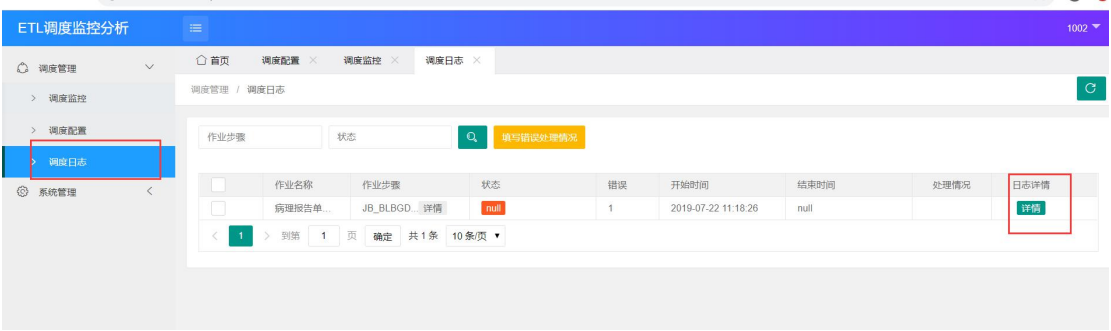 ETL调度监控分析
1002
调度管理
首页 调度配置 调度监控 调度日志
调度管理 / 调度日志
调度监控
调度配置
调度日志
系统管理
作业步骤 状态 填写错误处理情况
作业名称 作业步骤 状态 错误 开始时间 结束时间 处理情况 日志详情
病理报告单... JB_BLBGD... 详情 null 1 2019-07-22 11:18:26 null 详情
1 到第 1 页 确定 共 1 条 10 条/页